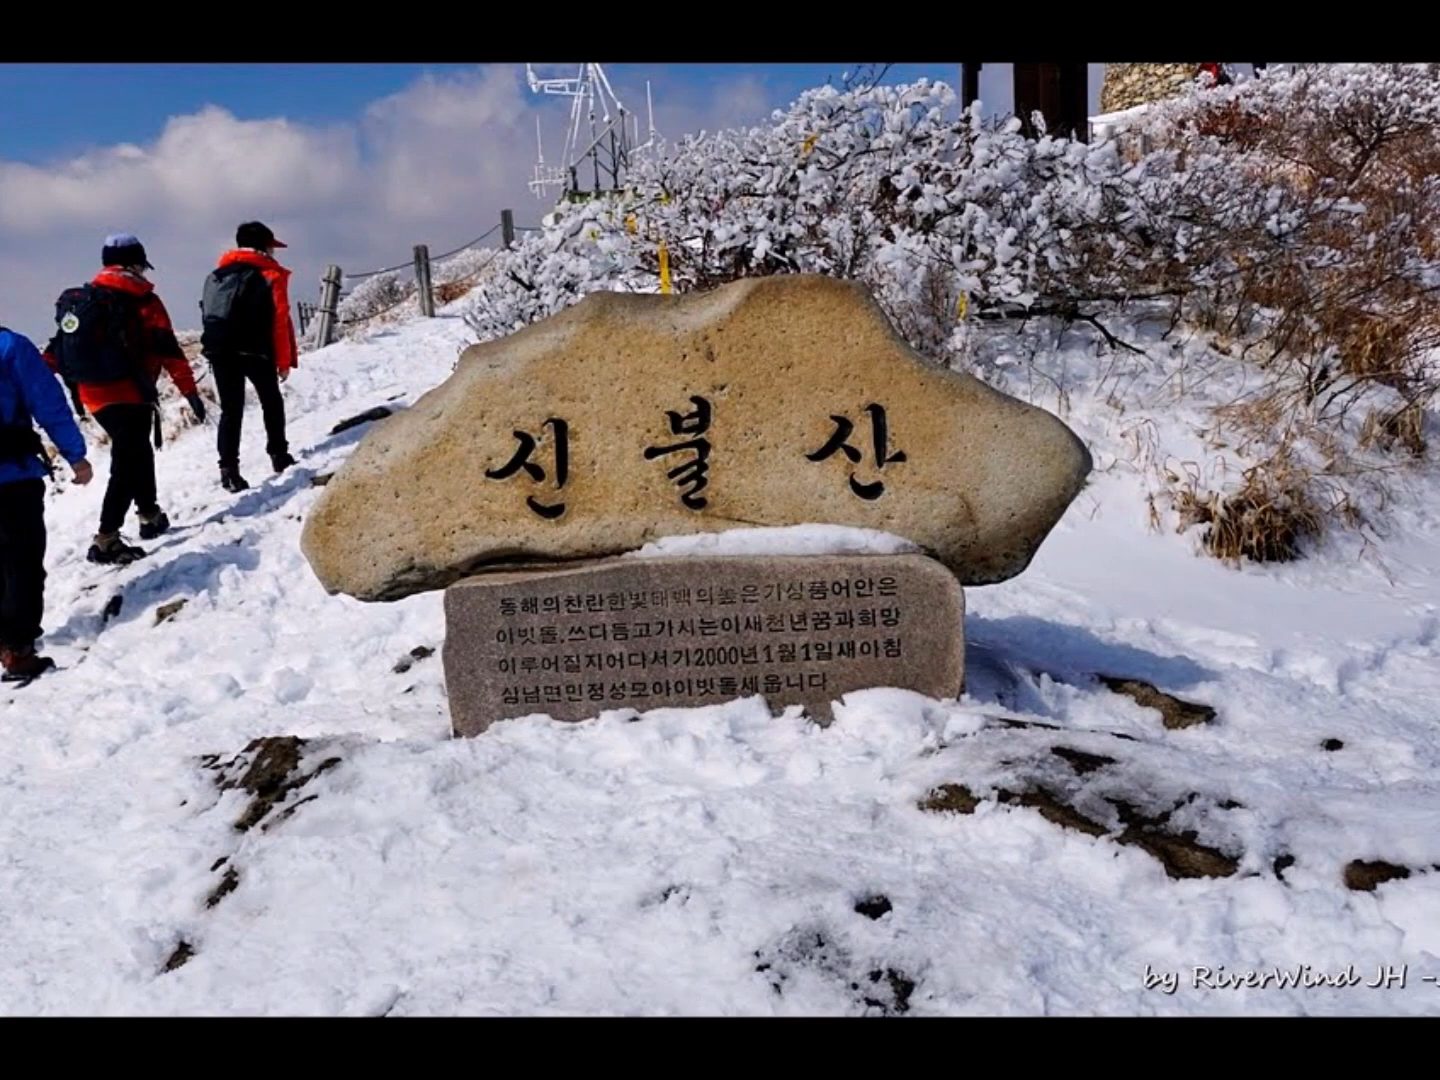 신불산
동해의찬란한빛태백의높은기상품어안은
이빗돌.쓰다듬고가시는이새천년꿈과희망
이루어질지어다서기2000년1월1일새아침
삼남면민정성모아이빗돌세웁니다
by RiverWind JH -